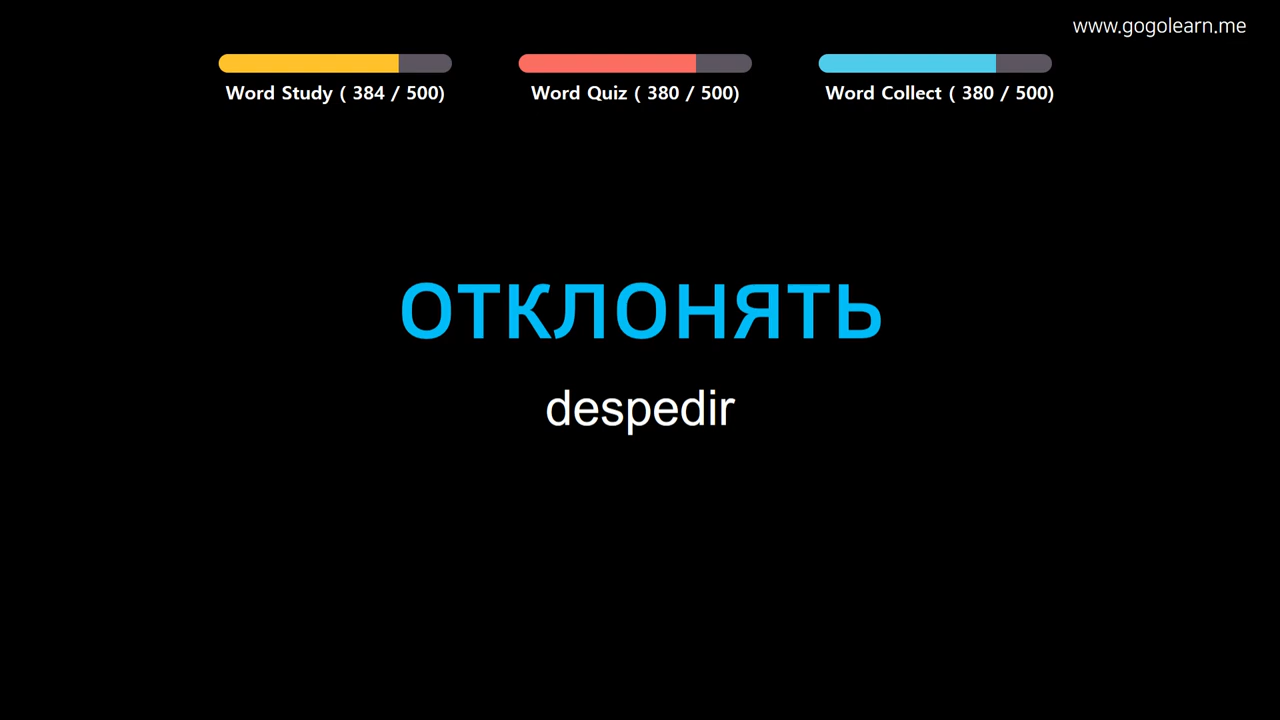 www.gogolearn.me
Word Study ( 384 / 500)
Word Quiz ( 380 / 500)
Word Collect ( 380 / 500)
отклонять
despedir